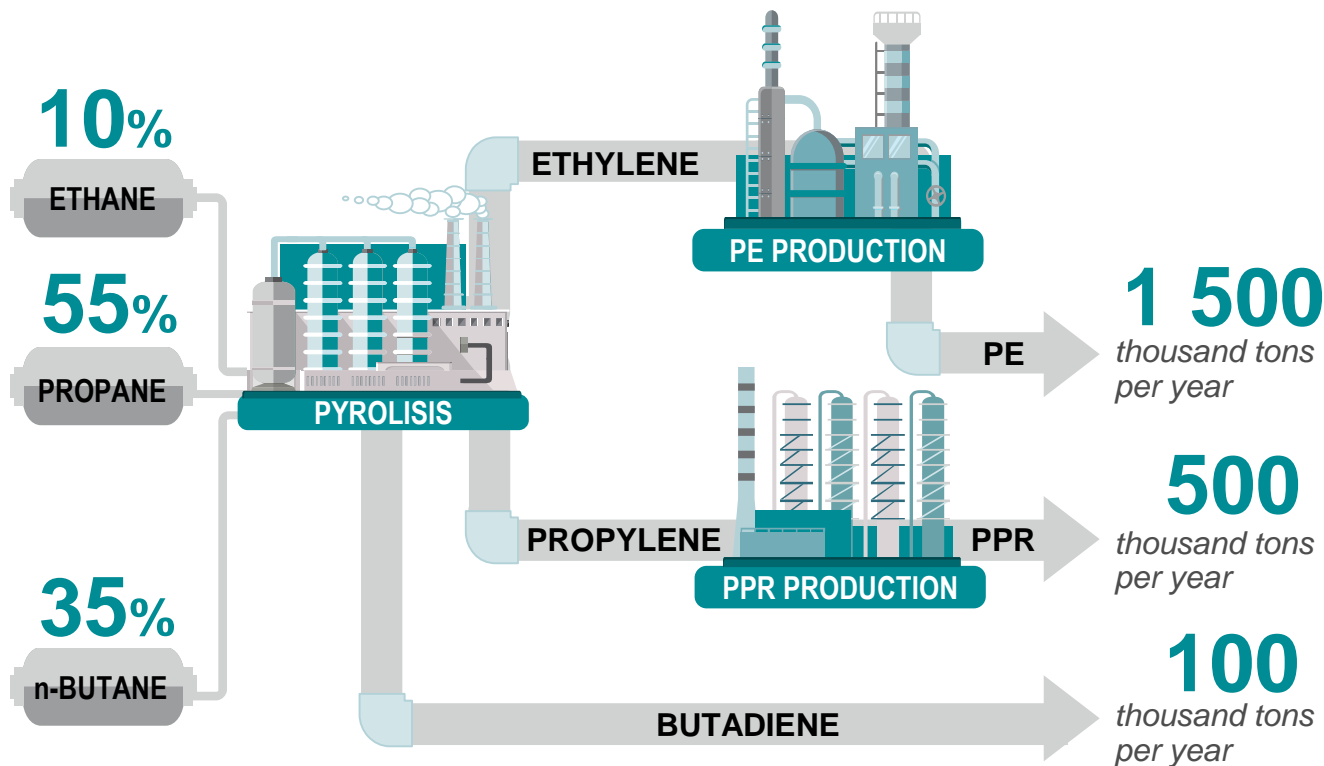 10%
ETHANE
55%
PROPANE
35%
n-BUTANE
PYROLISIS
ETHYLENE
PE PRODUCTION
PE
1 500
thousand tons
per year
PROPYLENE
PPR PRODUCTION
PPR
500
thousand tons
per year
BUTADIENE
100
thousand tons
per year